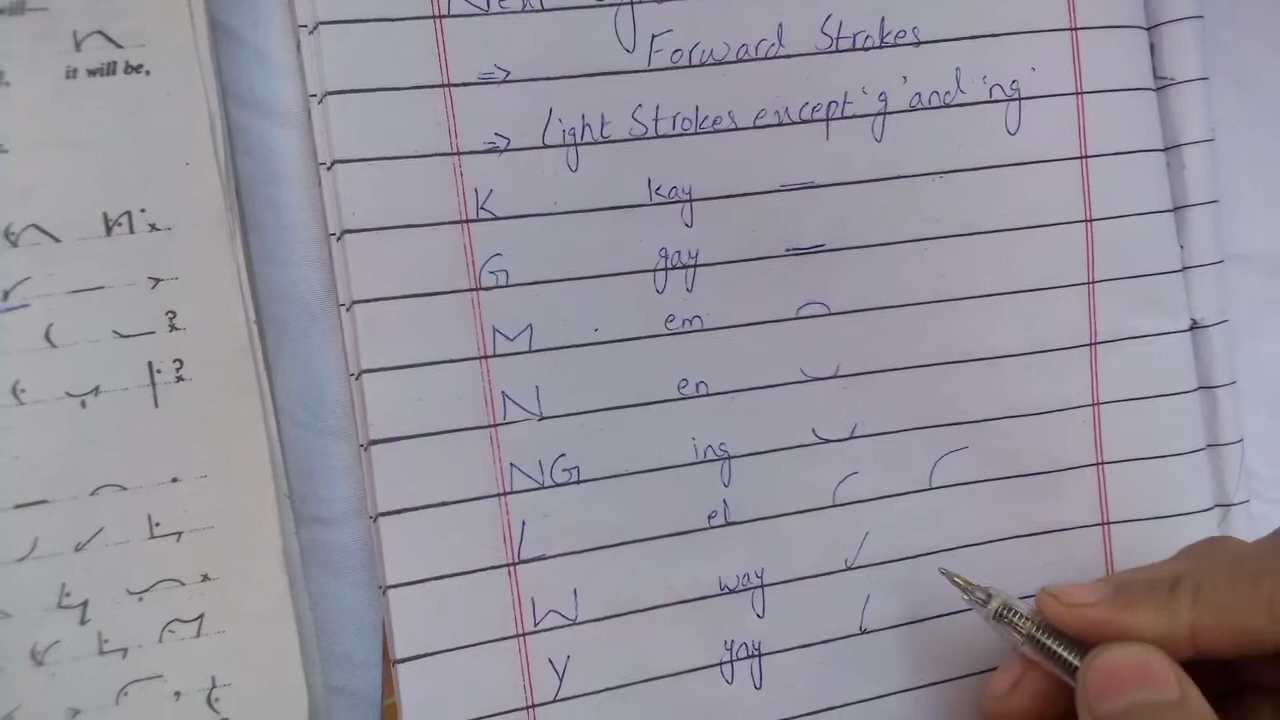 it will be,
Next
Forward Strokes
⇒
⇒ Light Strokes except 'g' and 'ng'
K kay
G gay
M em
N en
NG ing
L el
W way
Y yay